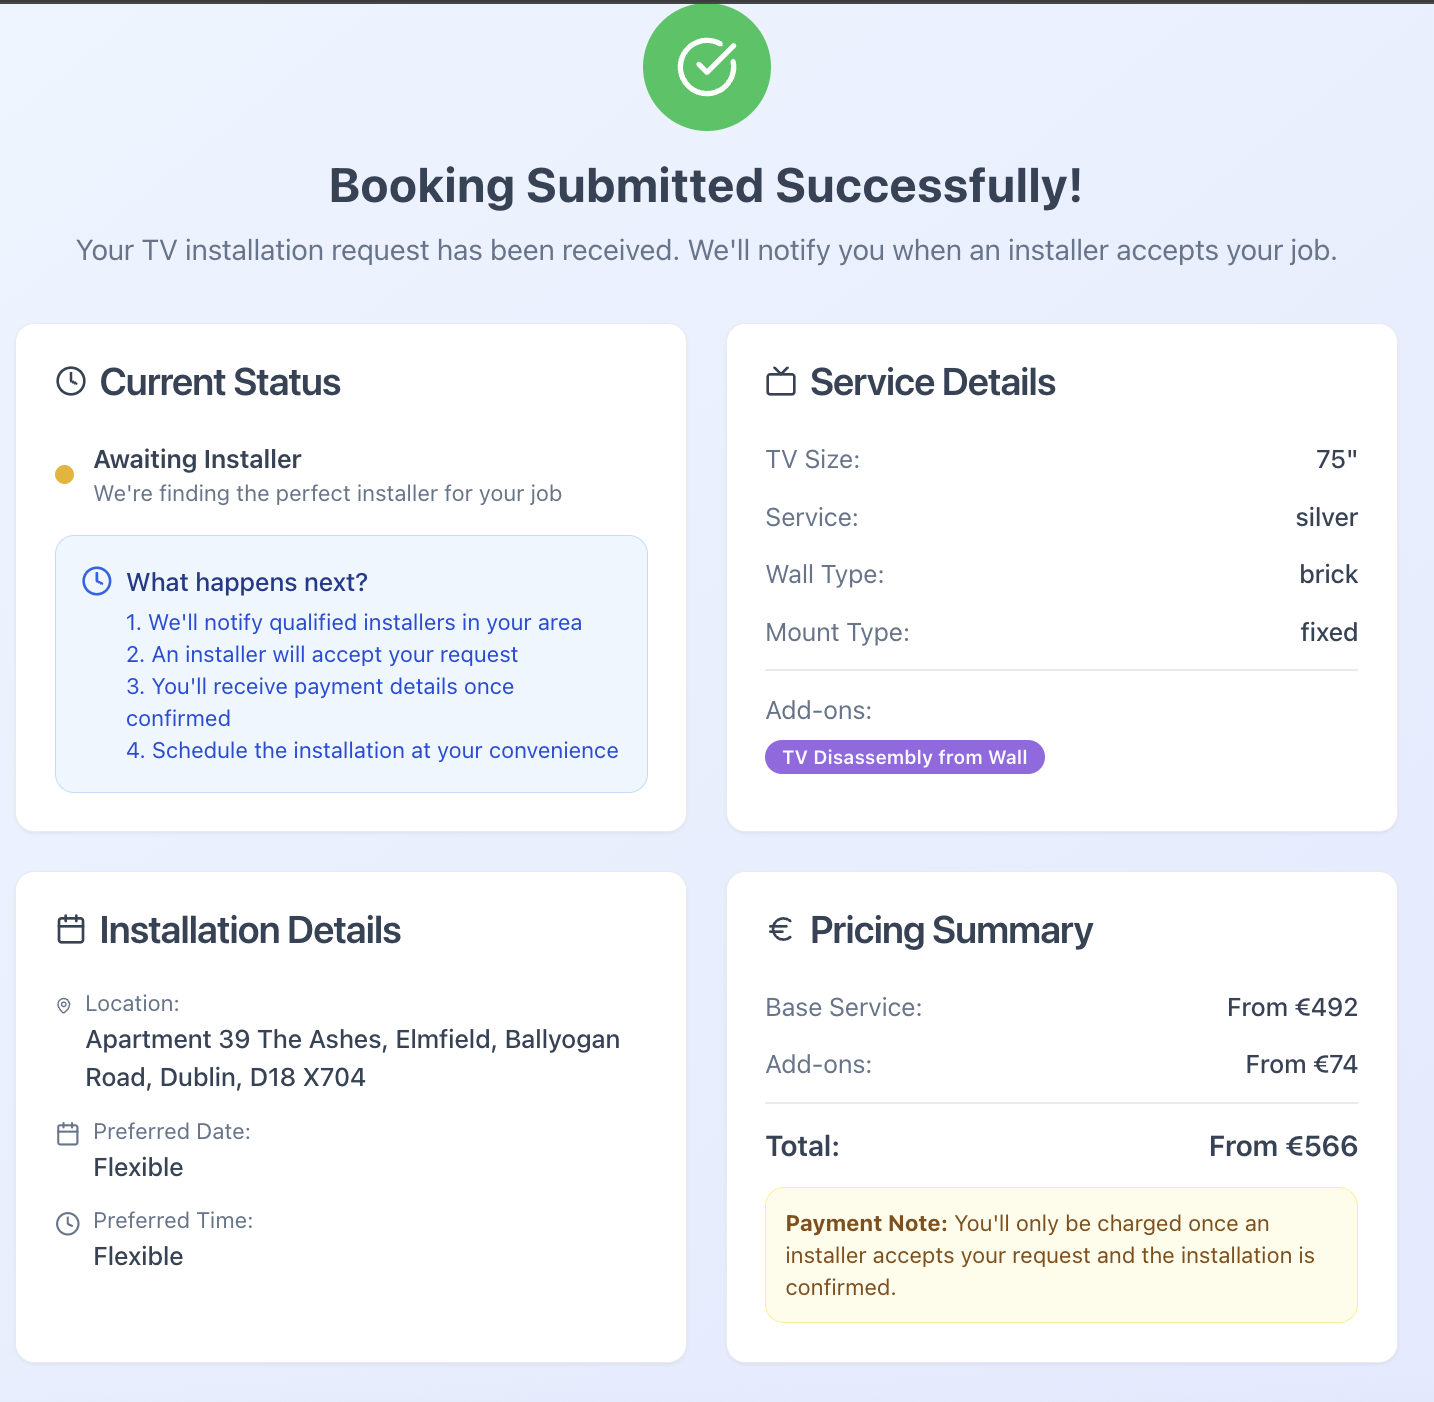 Booking Submitted Successfully!
Your TV installation request has been received. We'll notify you when an installer accepts your job.
Current Status
Awaiting Installer
We're finding the perfect installer for your job
What happens next?
1. We'll notify qualified installers in your area
2. An installer will accept your request
3. You'll receive payment details once
confirmed
4. Schedule the installation at your convenience
Service Details
TV Size: 75"
Service: silver
Wall Type: brick
Mount Type: fixed
Add-ons:
TV Disassembly from Wall
Installation Details
Location:
Apartment 39 The Ashes, Elmfield, Ballyogan
Road, Dublin, D18 X704
Preferred Date:
Flexible
Preferred Time:
Flexible
Pricing Summary
Base Service: From €492
Add-ons: From €74
Total: From €566
Payment Note: You'll only be charged once an
installer accepts your request and the installation is
confirmed.